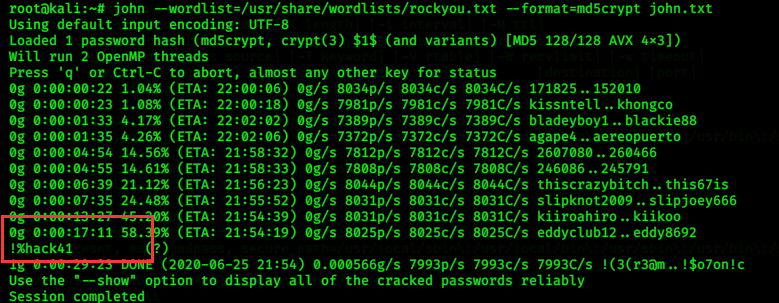 root@kali:~# john --wordlist=/usr/share/wordlists/rockyou.txt --format=md5crypt john.txt
Using default input encoding: UTF-8
Loaded 1 password hash (md5crypt, crypt(3) $1$ (and variants) [MD5 128/128 AVX 4×3])
Will run 2 OpenMP threads
Press 'q' or Ctrl-C to abort, almost any other key for status
0g 0:00:00:22 1.04% (ETA: 22:00:06) 0g/s 8034p/s 8034c/s 8034C/s 171825..152010
0g 0:00:00:23 1.08% (ETA: 22:00:18) 0g/s 7981p/s 7981c/s 7981C/s kissntell..khongco
0g 0:00:01:33 4.17% (ETA: 22:02:02) 0g/s 7389p/s 7389c/s 7389C/s bladeyboy1..blackie88
0g 0:00:01:35 4.26% (ETA: 22:02:06) 0g/s 7372p/s 7372c/s 7372C/s agape4..aereopuerto
0g 0:00:04:54 14.56% (ETA: 21:58:32) 0g/s 7812p/s 7812c/s 7812C/s 2607080..260466
0g 0:00:04:55 14.61% (ETA: 21:58:33) 0g/s 7808p/s 7808c/s 7808C/s 246086..245791
0g 0:00:06:39 21.12% (ETA: 21:56:23) 0g/s 8044p/s 8044c/s 8044C/s thiscrazybitch..this67is
0g 0:00:07:35 24.48% (ETA: 21:55:52) 0g/s 8051p/s 8051c/s 8051C/s slipknot2009..slipjoey666
0g 0:00:13:27 45.20% (ETA: 21:54:39) 0g/s 8031p/s 8031c/s 8031C/s kiiroahiro..kiikoo
0g 0:00:17:11 58.39% (ETA: 21:54:19) 0g/s 8025p/s 8025c/s 8025C/s eddyclub12..eddy8692
!%hack41 (?)
1g 0:00:29:23 DONE (2020-06-25 21:54) 0.000566g/s 7993p/s 7993c/s 7993C/s !(3(r3@m..!$o7on!c
Use the "--show" option to display all of the cracked passwords reliably
Session completed